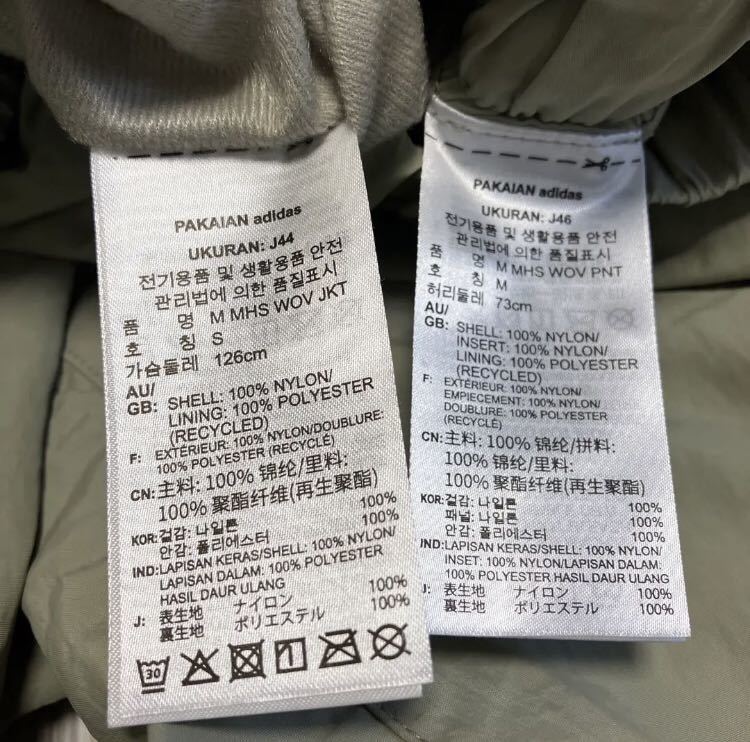 PAKAIAN adidas
UKURAN: J44
전기용품 및 생활용품 안전
관리법에 의한 품질표시
품 명 M MHS WOV JKT
호 칭 S
가슴둘레 126cm
AU/
GB: SHELL: 100% NYLON/
LINING: 100% POLYESTER
(RECYCLED)
F: EXTÉRIEUR: 100% NYLON/DOUBLURE:
100% POLYESTER (RECYCLÉ)
CN: 主料: 100% 锦纶/里料:
100% 聚酯纤维(再生聚酯)
KOR: 겉감: 나일론 100%
안감: 폴리에스터 100%
IND: LAPISAN KERAS/SHELL: 100% NYLON/
LAPISAN DALAM: 100% POLYESTER
HASIL DAUR ULANG
J: 表生地 ナイロン 100%
裏生地 ポリエステル 100%
30
1
PAKAIAN adidas
UKURAN: J46
전기용품 및 생활용품 안전
관리법에 의한 품질표시
품 명 M MHS WOV PNT
호 칭 M
허리둘레 73cm
AU/
GB: SHELL: 100% NYLON/
INSERT: 100% NYLON/
LINING: 100% POLYESTER
(RECYCLED)
F: EXTÉRIEUR: 100% NYLON/
EMPIECEMENT: 100% NYLON/
DOUBLURE: 100% POLYESTER
(RECYCLÉ)
CN: 主料: 100% 锦纶/拼料:
100% 锦纶/里料:
100% 聚酯纤维(再生聚酯)
KOR: 겉감: 나일론 100%
패널: 나일론 100%
안감: 폴리에스터 100%
IND: LAPISAN KERAS/SHELL: 100% NYLON/
INSET: 100% NYLON/LAPISAN DALAM:
100% POLYESTER HASIL DAUR ULANG
J: 表生地 ナイロン 100%
裏生地 ポリエステル 100%